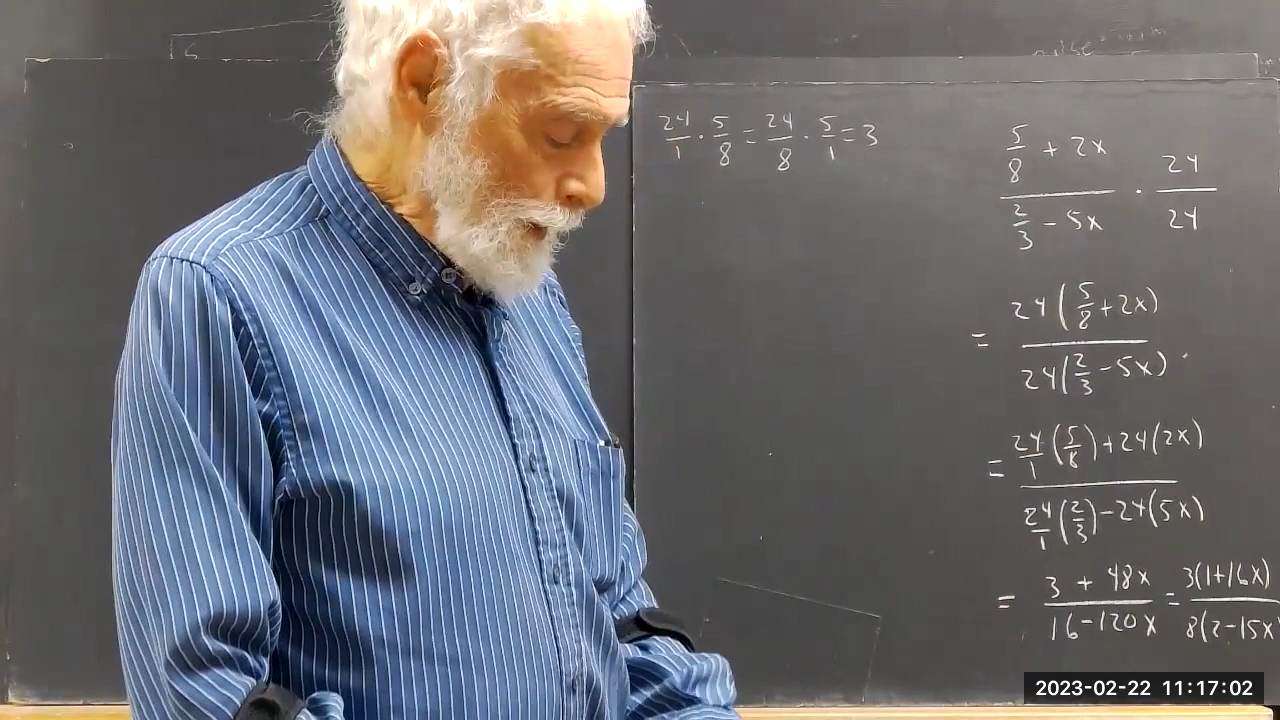 24/1 · 5/8 = 24/8 · 5/1 = 3
(5/8 + 2x)/(2/3 - 5x) · 24/24
= 24(5/8 + 2x)/24(2/3 - 5x)
= (24/1 (5/8) + 24(2x))/(24/1 (2/3) - 24(5x))
= (3 + 48x)/(16 - 120x) = 3(1+16x)/8(2-15x)
2023-02-22 11:17:02